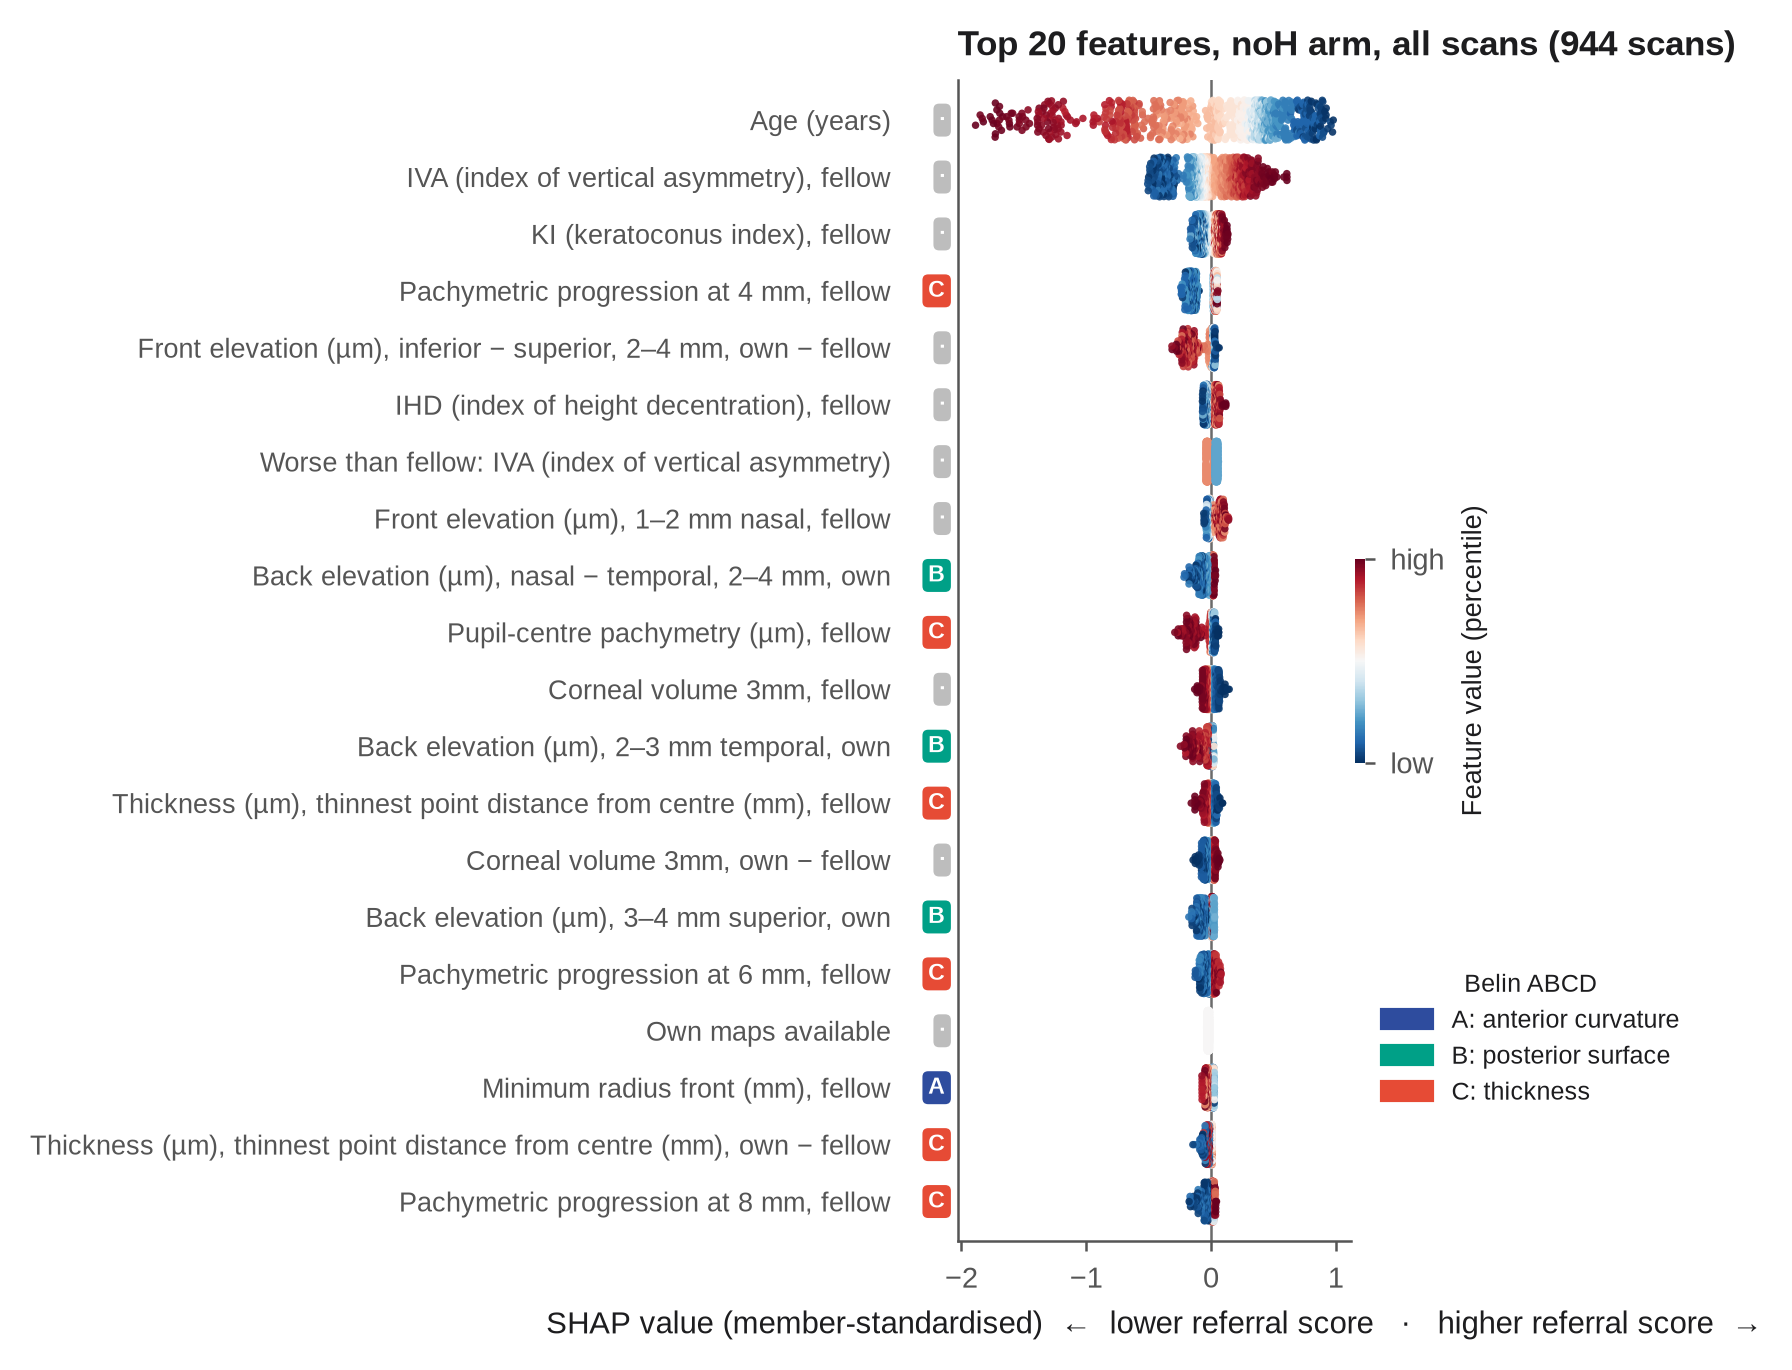 Top 20 features, noH arm, all scans (944 scans)
Age (years)
·
IVA (index of vertical asymmetry), fellow
·
KI (keratoconus index), fellow
·
Pachymetric progression at 4 mm, fellow
C
Front elevation (µm), inferior − superior, 2–4 mm, own − fellow
·
IHD (index of height decentration), fellow
·
Worse than fellow: IVA (index of vertical asymmetry)
·
Front elevation (µm), 1–2 mm nasal, fellow
·
Back elevation (µm), nasal − temporal, 2–4 mm, own
B
Pupil-centre pachymetry (µm), fellow
C
Corneal volume 3mm, fellow
·
Back elevation (µm), 2–3 mm temporal, own
B
Thickness (µm), thinnest point distance from centre (mm), fellow
C
Corneal volume 3mm, own − fellow
·
Back elevation (µm), 3–4 mm superior, own
B
Pachymetric progression at 6 mm, fellow
C
Own maps available
·
Minimum radius front (mm), fellow
A
Thickness (µm), thinnest point distance from centre (mm), own − fellow
C
Pachymetric progression at 8 mm, fellow
C
−2 −1 0 1
SHAP value (member-standardised) ← lower referral score · higher referral score →
high
low
Feature value (percentile)
Belin ABCD
A: anterior curvature
B: posterior surface
C: thickness